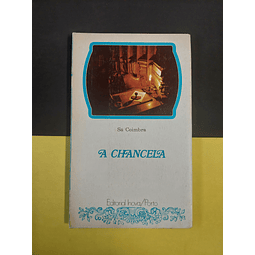 Sá Coimbra
A CHANCELA
Editorial Inova/Porto